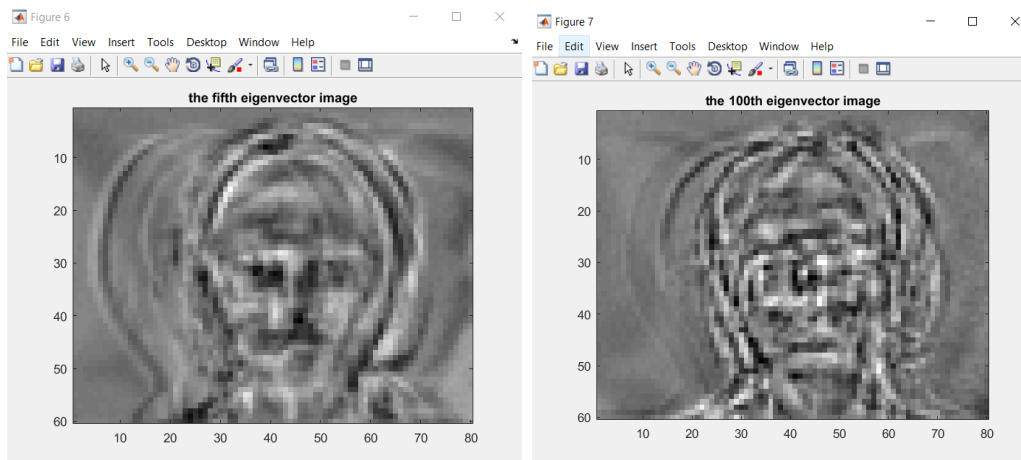 Figure 6
File Edit View Insert Tools Desktop Window Help
the fifth eigenvector image
10
20
30
40
50
60
10 20 30 40 50 60 70 80
Figure 7
File Edit View Insert Tools Desktop Window Help
the 100th eigenvector image
10
20
30
40
50
60
10 20 30 40 50 60 70 80